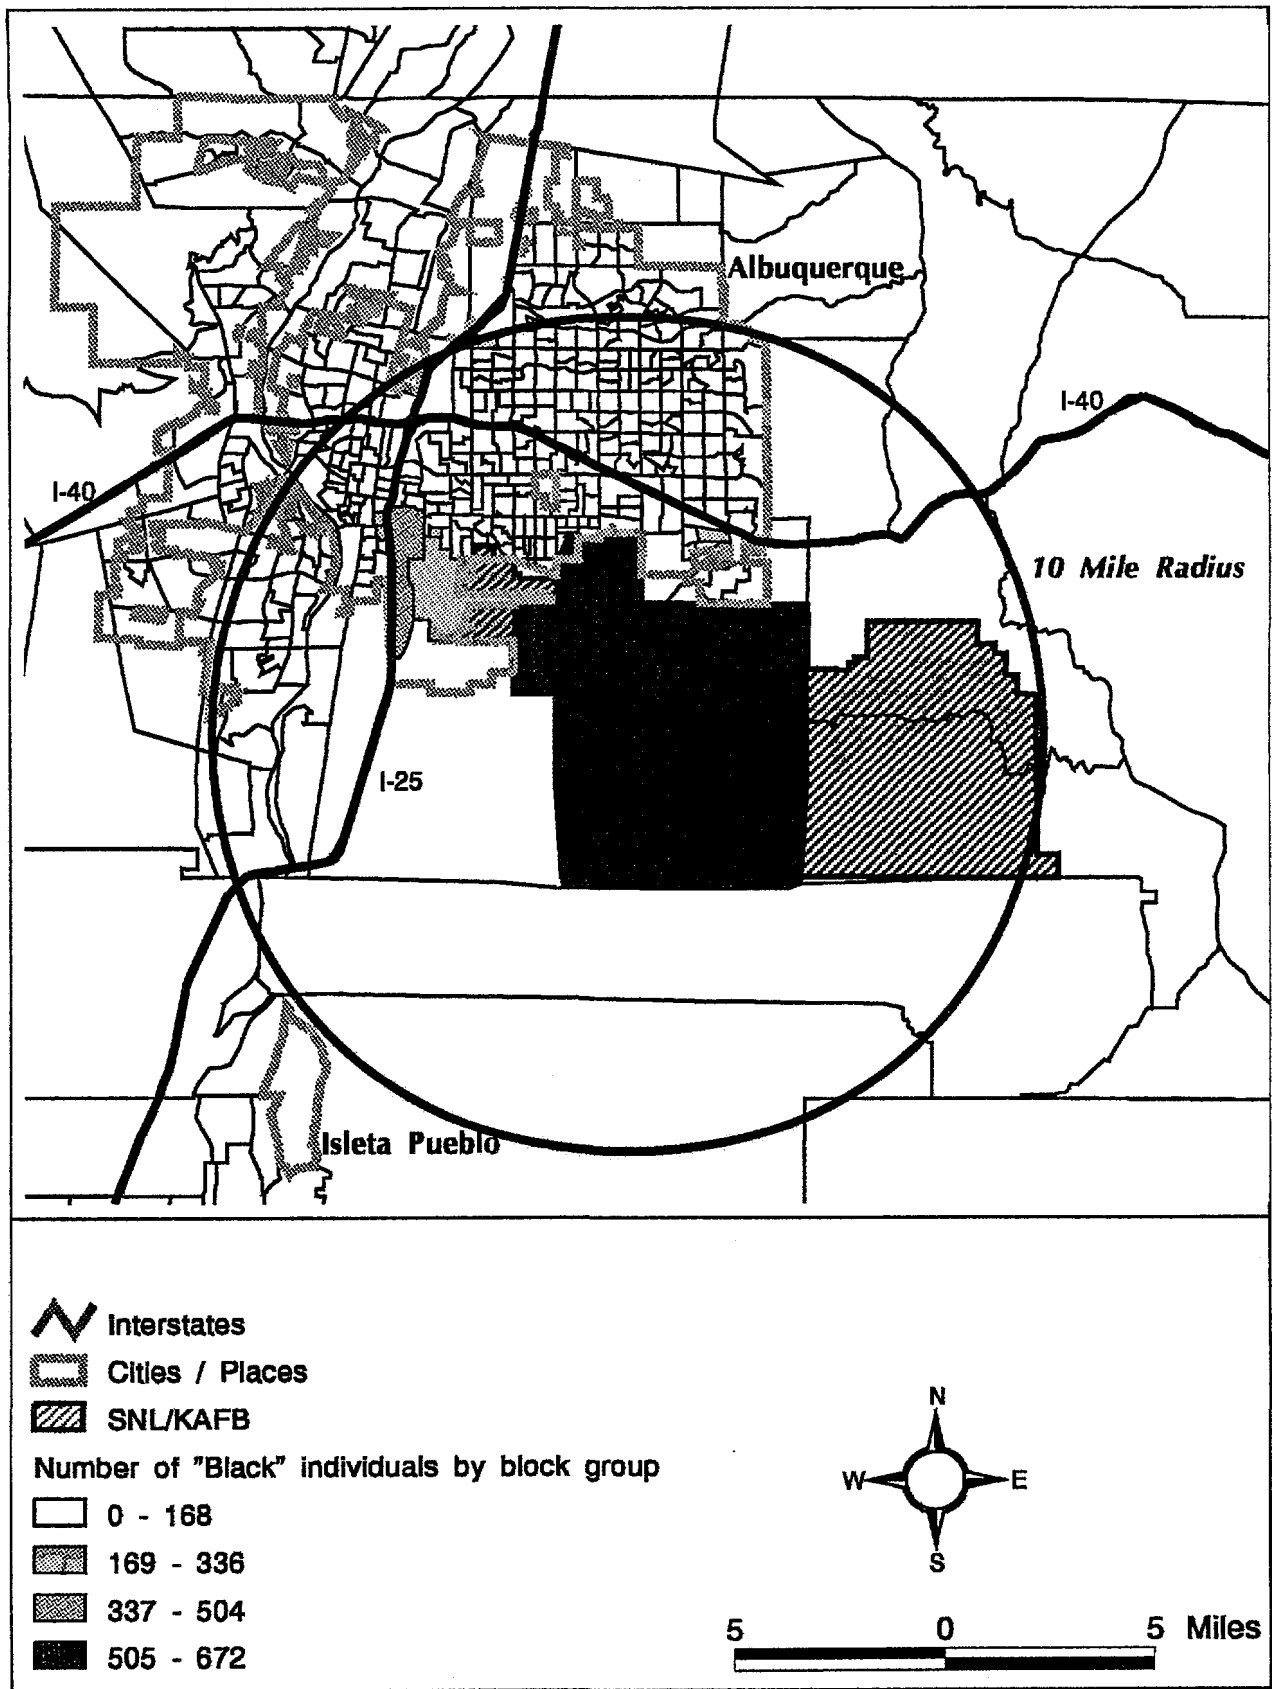 Albuquerque
I-40
I-40
10 Mile Radius
I-25
Isleta Pueblo
Interstates
Cities / Places
SNL/KAFB
Number of "Black" individuals by block group
0 - 168
169 - 336
337 - 504
505 - 672
N
W E
S
5 0 5 Miles